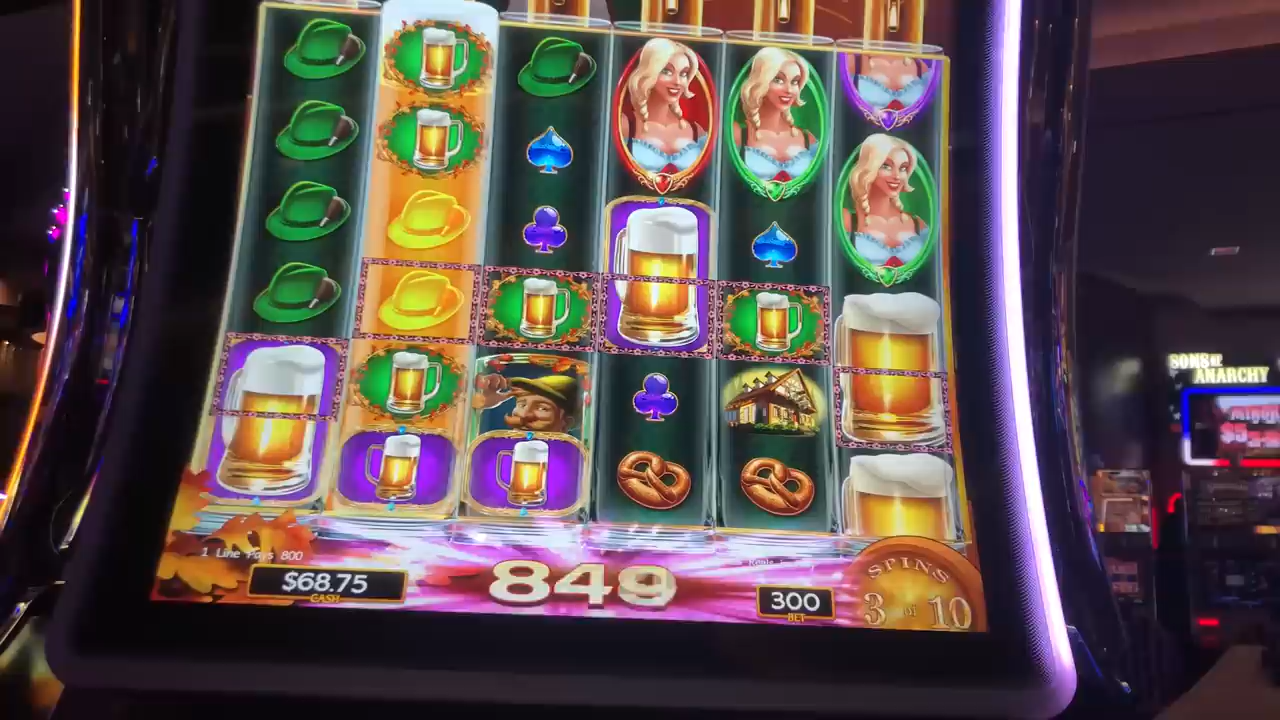 SONS OF
ANARCHY
1 Line Pays 800
$68.75
CASH
849
300
BET
SPINS
3 of 10